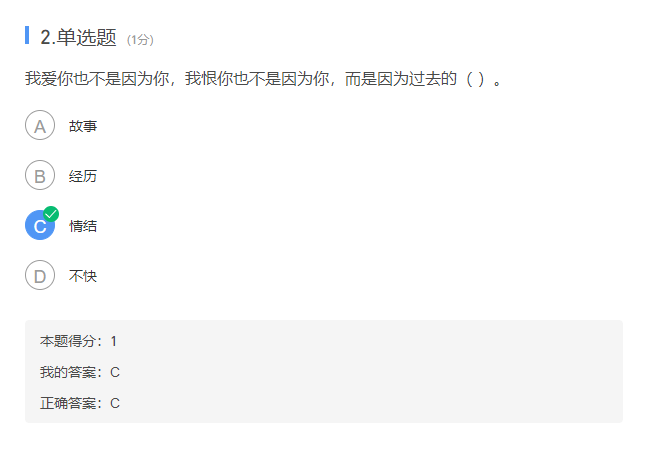 2.单选题 (1分)
我爱你也不是因为你，我恨你也不是因为你，而是因为过去的（ ）。
A 故事
B 经历
C 情结
D 不快
本题得分：1
我的答案：C
正确答案：C